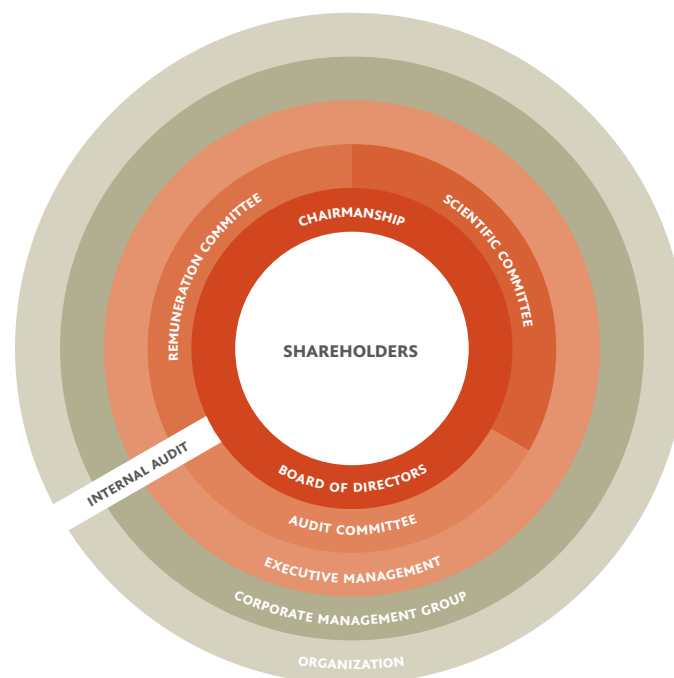 CHAIRMANSHIP
REMUNERATION COMMITTEE
SCIENTIFIC COMMITTEE
SHAREHOLDERS
INTERNAL AUDIT
BOARD OF DIRECTORS
AUDIT COMMITTEE
EXECUTIVE MANAGEMENT
CORPORATE MANAGEMENT GROUP
ORGANIZATION